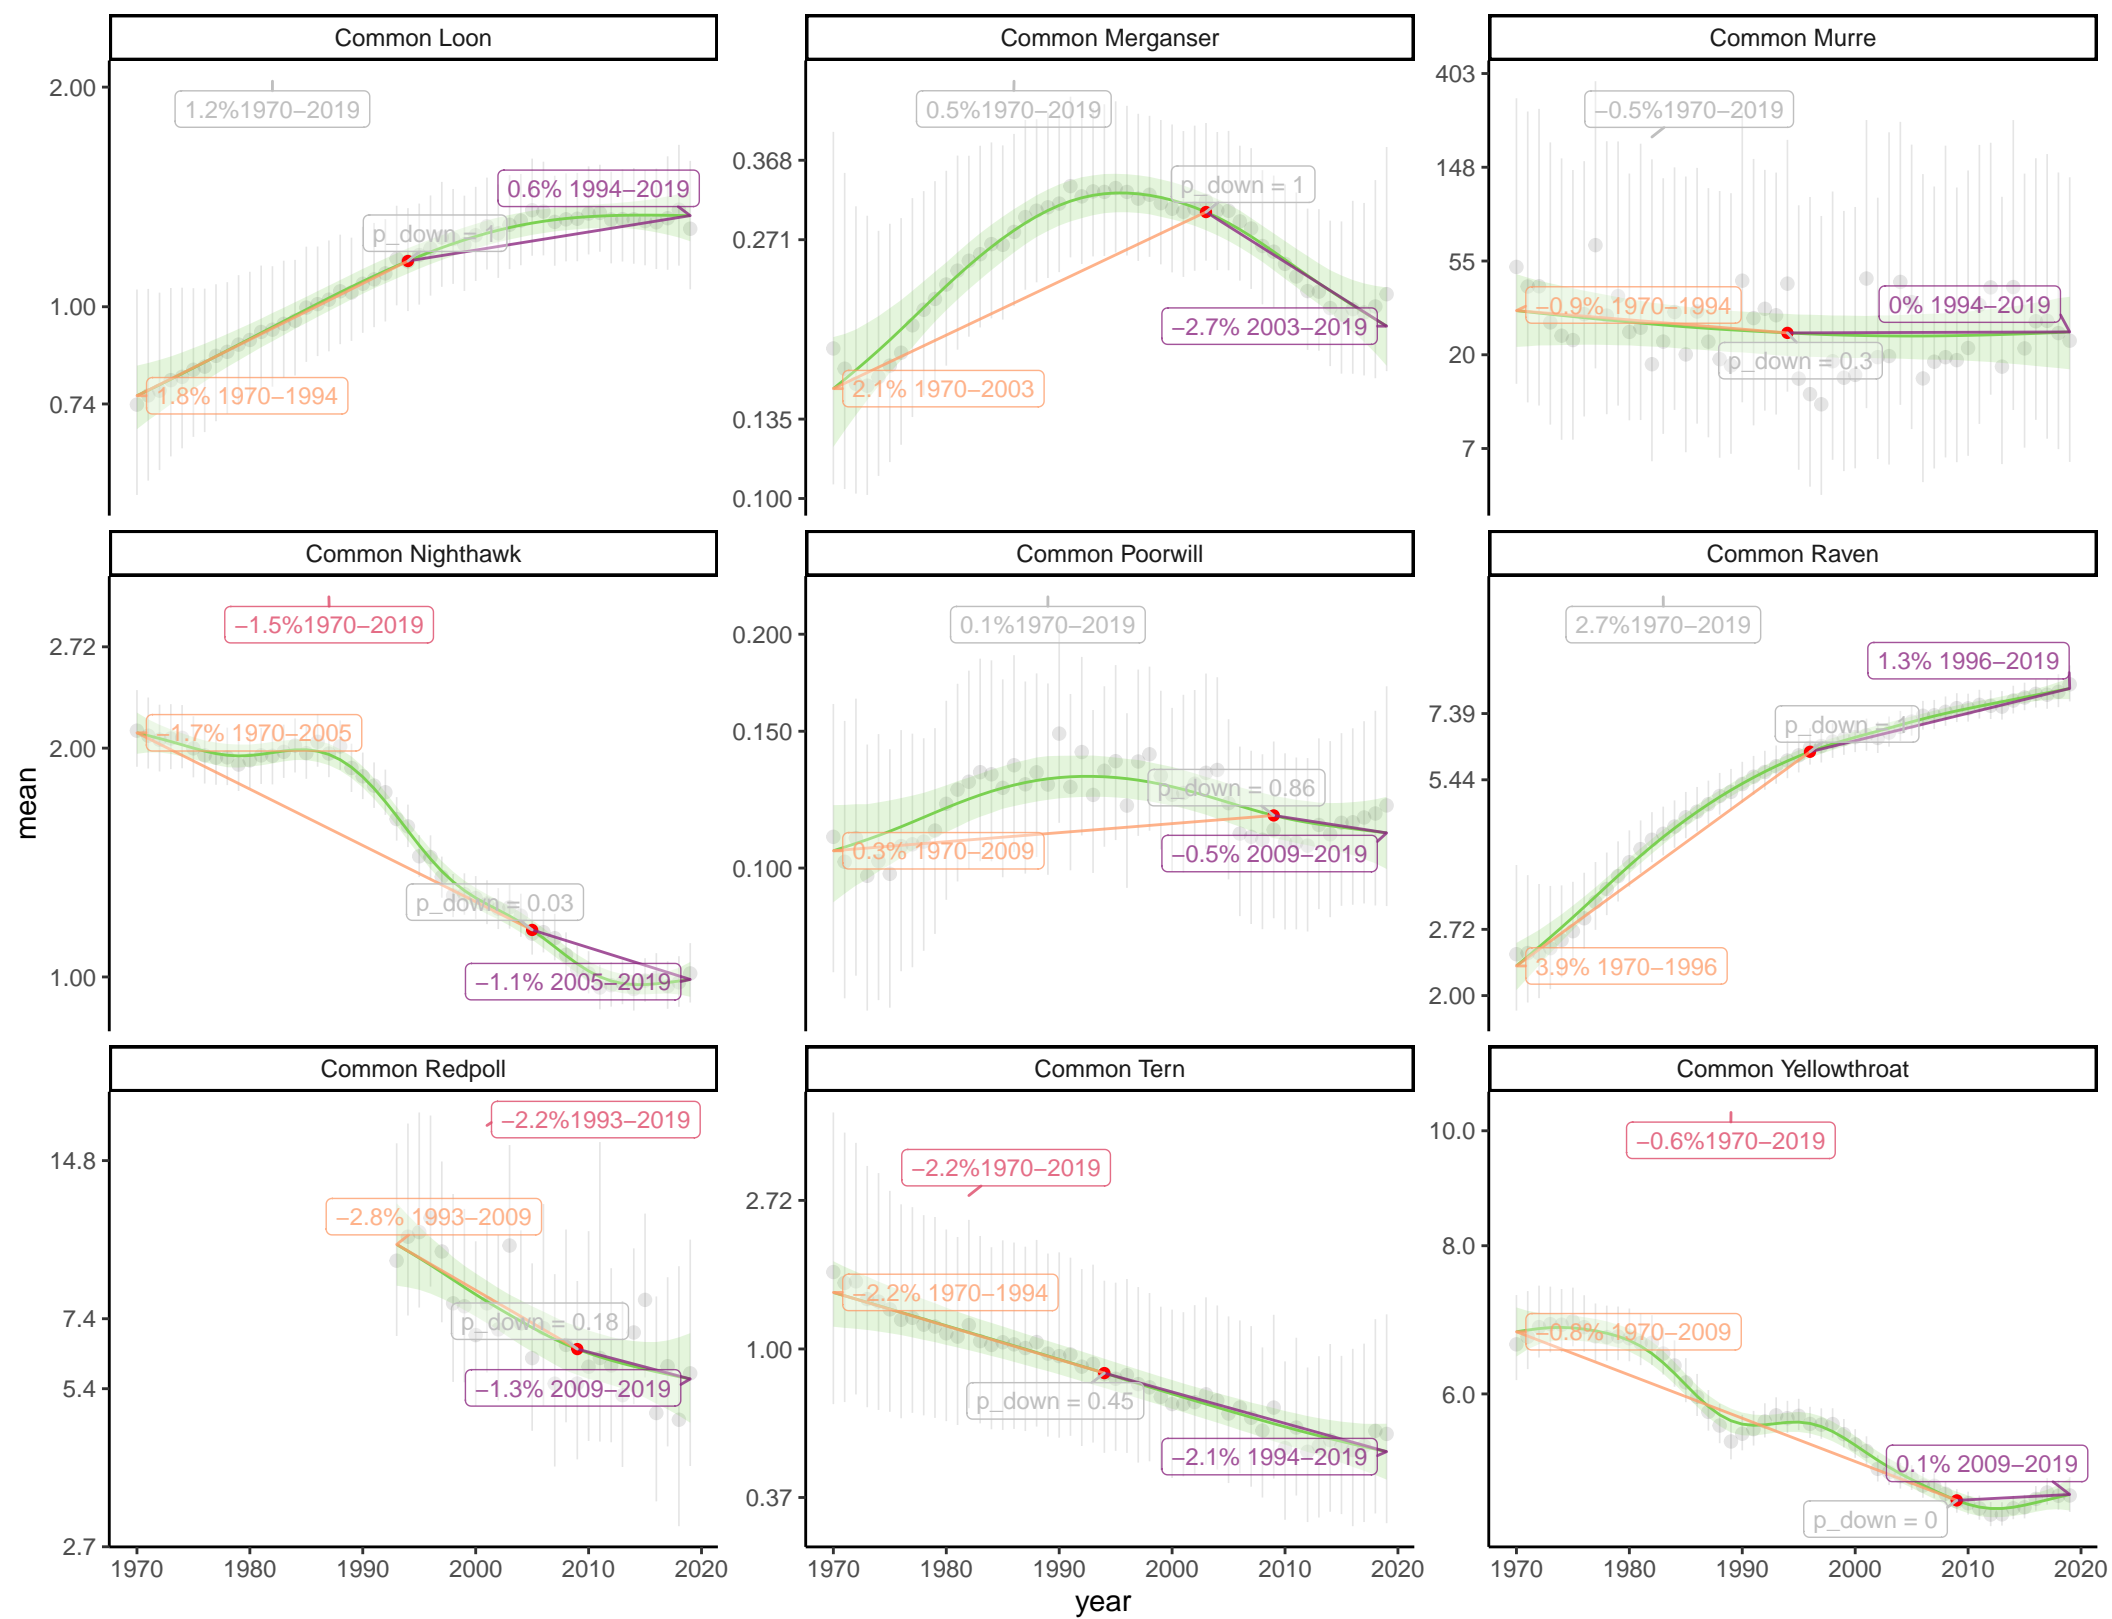 Common Loon
Common Merganser
Common Murre
2.00
1.00
0.74
1.2%1970−2019
0.6% 1994−2019
p_down = 1
1.8% 1970−1994
0.368
0.271
0.135
0.100
0.5%1970−2019
p_down = 1
−2.7% 2003−2019
2.1% 1970−2003
403
148
55
20
7
−0.5%1970−2019
−0.9% 1970−1994
0% 1994−2019
p_down = 0.3
Common Nighthawk
Common Poorwill
Common Raven
mean
2.72
2.00
1.00
−1.5%1970−2019
−1.7% 1970−2005
p_down = 0.03
−1.1% 2005−2019
0.200
0.150
0.100
0.1%1970−2019
p_down = 0.86
0.3% 1970−2009
−0.5% 2009−2019
7.39
5.44
2.72
2.00
2.7%1970−2019
1.3% 1996−2019
p_down = 1
3.9% 1970−1996
Common Redpoll
Common Tern
Common Yellowthroat
14.8
7.4
5.4
2.7
−2.2%1993−2019
−2.8% 1993−2009
p_down = 0.18
−1.3% 2009−2019
2.72
1.00
0.37
−2.2%1970−2019
−2.2% 1970−1994
p_down = 0.45
−2.1% 1994−2019
10.0
8.0
6.0
−0.6%1970−2019
−0.8% 1970−2009
0.1% 2009−2019
p_down = 0
1970 1980 1990 2000 2010 2020
1970 1980 1990 2000 2010 2020
1970 1980 1990 2000 2010 2020
year